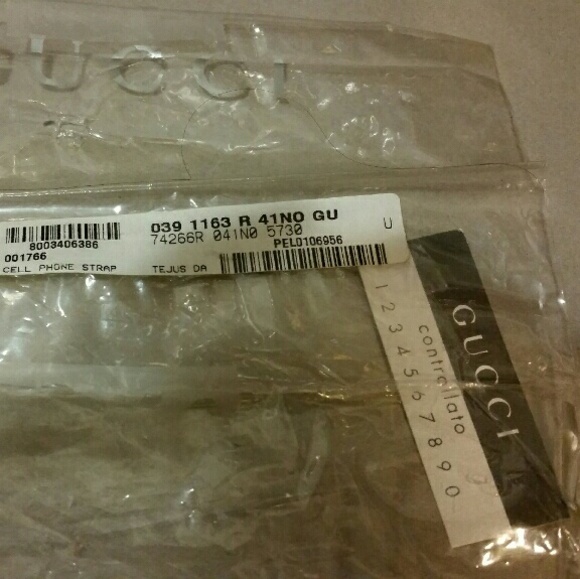 GUCCI
039 1163 R 41N0 GU
8003406386
74266R 041N0 5730
U
001766
PEL0106956
CELL PHONE STRAP
TEJUS DA
GUCCI
controllato
1 2 3 4 5 6 7 8 9 0